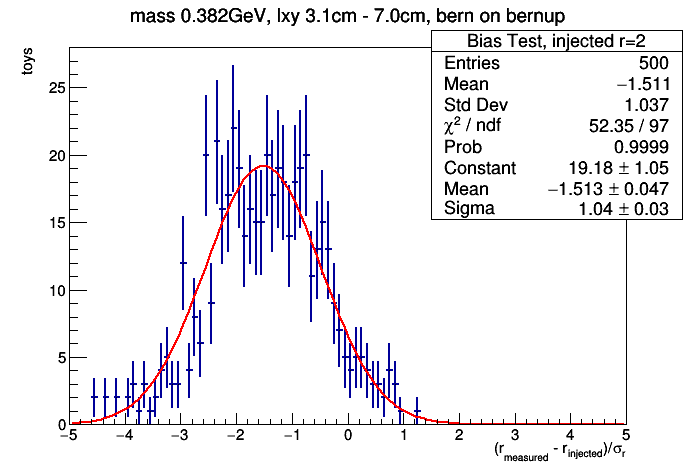 mass 0.382GeV, lxy 3.1cm - 7.0cm, bern on bernup
toys
Bias Test, injected r=2
Entries 500
Mean −1.511
Std Dev 1.037
χ² / ndf 52.35 / 97
Prob 0.9999
Constant 19.18 ± 1.05
Mean −1.513 ± 0.047
Sigma 1.04 ± 0.03
25
20
15
10
5
0
−5 −4 −3 −2 −1 0 1 2 3 4 5
(r_measured - r_injected)/σ_r